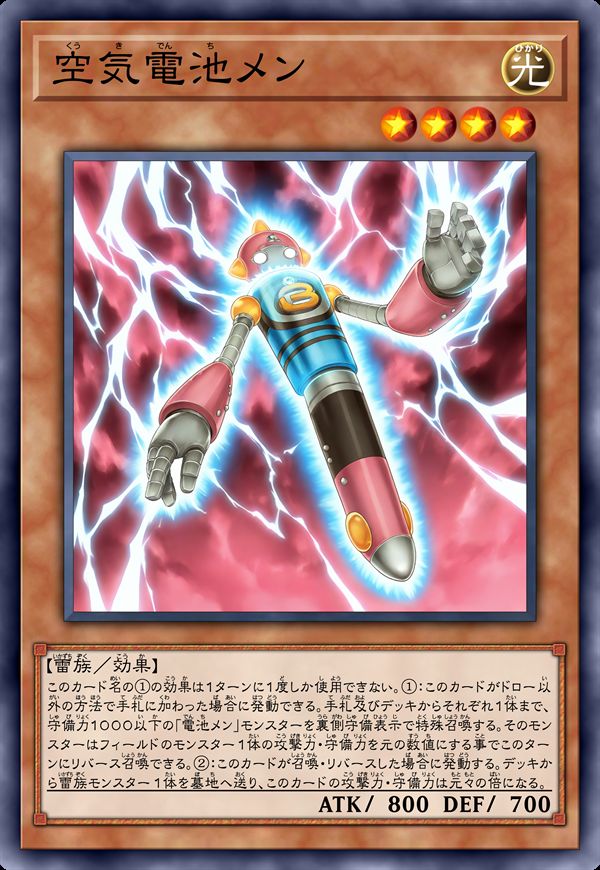 空気電池メン
光
【雷族/効果】
このカード名の①の効果は1ターンに1度しか使用できない。①:このカードがドロー以
外の方法で手札に加わった場合に発動できる。手札及びデッキからそれぞれ1体まで、
守備力1000以下の「電池メン」モンスターを裏側守備表示で特殊召喚する。そのモン
スターはフィールドのモンスター1体の攻撃力・守備力を元の数値にする事でこのター
ンにリバース召喚できる。②:このカードが召喚・リバースした場合に発動する。デッキか
ら雷族モンスター1体を墓地へ送り、このカードの攻撃力・守備力は元々の倍になる。
ATK/ 800 DEF/ 700